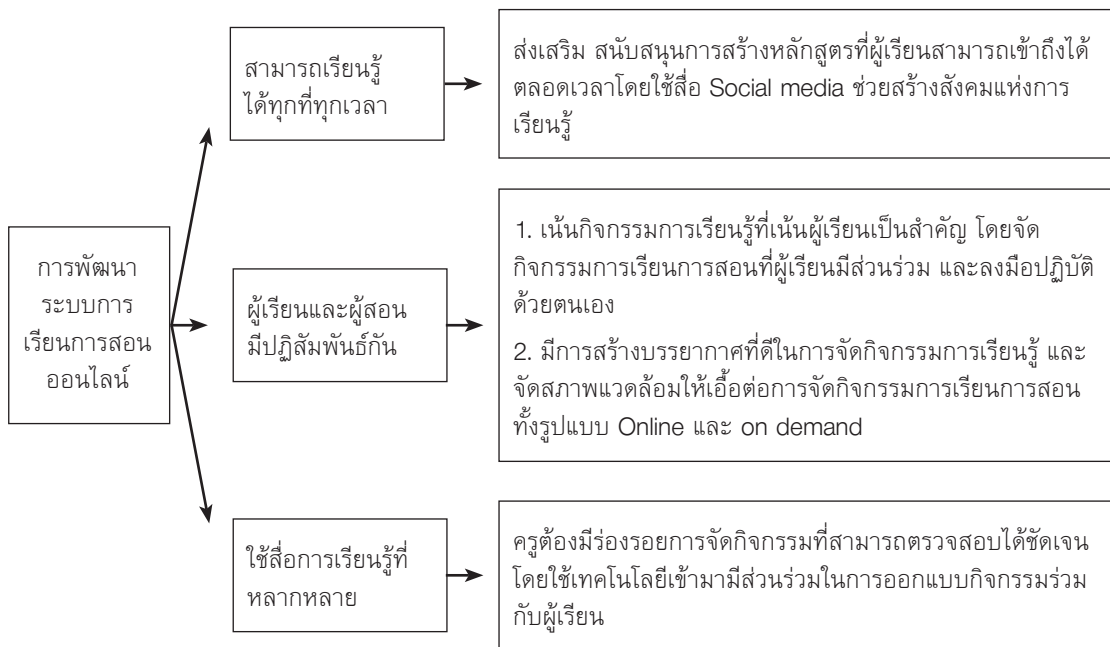 สามารถเรียนรู้
ได้ทุกที่ทุกเวลา
ส่งเสริม สนับสนุนการสร้างหลักสูตรที่ผู้เรียนสามารถเข้าถึงได้
ตลอดเวลาโดยใช้สื่อ Social media ช่วยสร้างสังคมแห่งการ
เรียนรู้
การพัฒนา
ระบบการ
เรียนการสอน
ออนไลน์
ผู้เรียนและผู้สอน
มีปฏิสัมพันธ์กัน
1. เน้นกิจกรรมการเรียนรู้ที่เน้นผู้เรียนเป็นสำคัญ โดยจัด
กิจกรรมการเรียนการสอนที่ผู้เรียนมีส่วนร่วม และลงมือปฏิบัติ
ด้วยตนเอง
2. มีการสร้างบรรยากาศที่ดีในการจัดกิจกรรมการเรียนรู้ และ
จัดสภาพแวดล้อมให้เอื้อต่อการจัดกิจกรรมการเรียนการสอน
ทั้งรูปแบบ Online และ on demand
ใช้สื่อการเรียนรู้ที่
หลากหลาย
ครูต้องมีร่องรอยการจัดกิจกรรมที่สามารถตรวจสอบได้ชัดเจน
โดยใช้เทคโนโลยีเข้ามามีส่วนร่วมในการออกแบบกิจกรรมร่วม
กับผู้เรียน